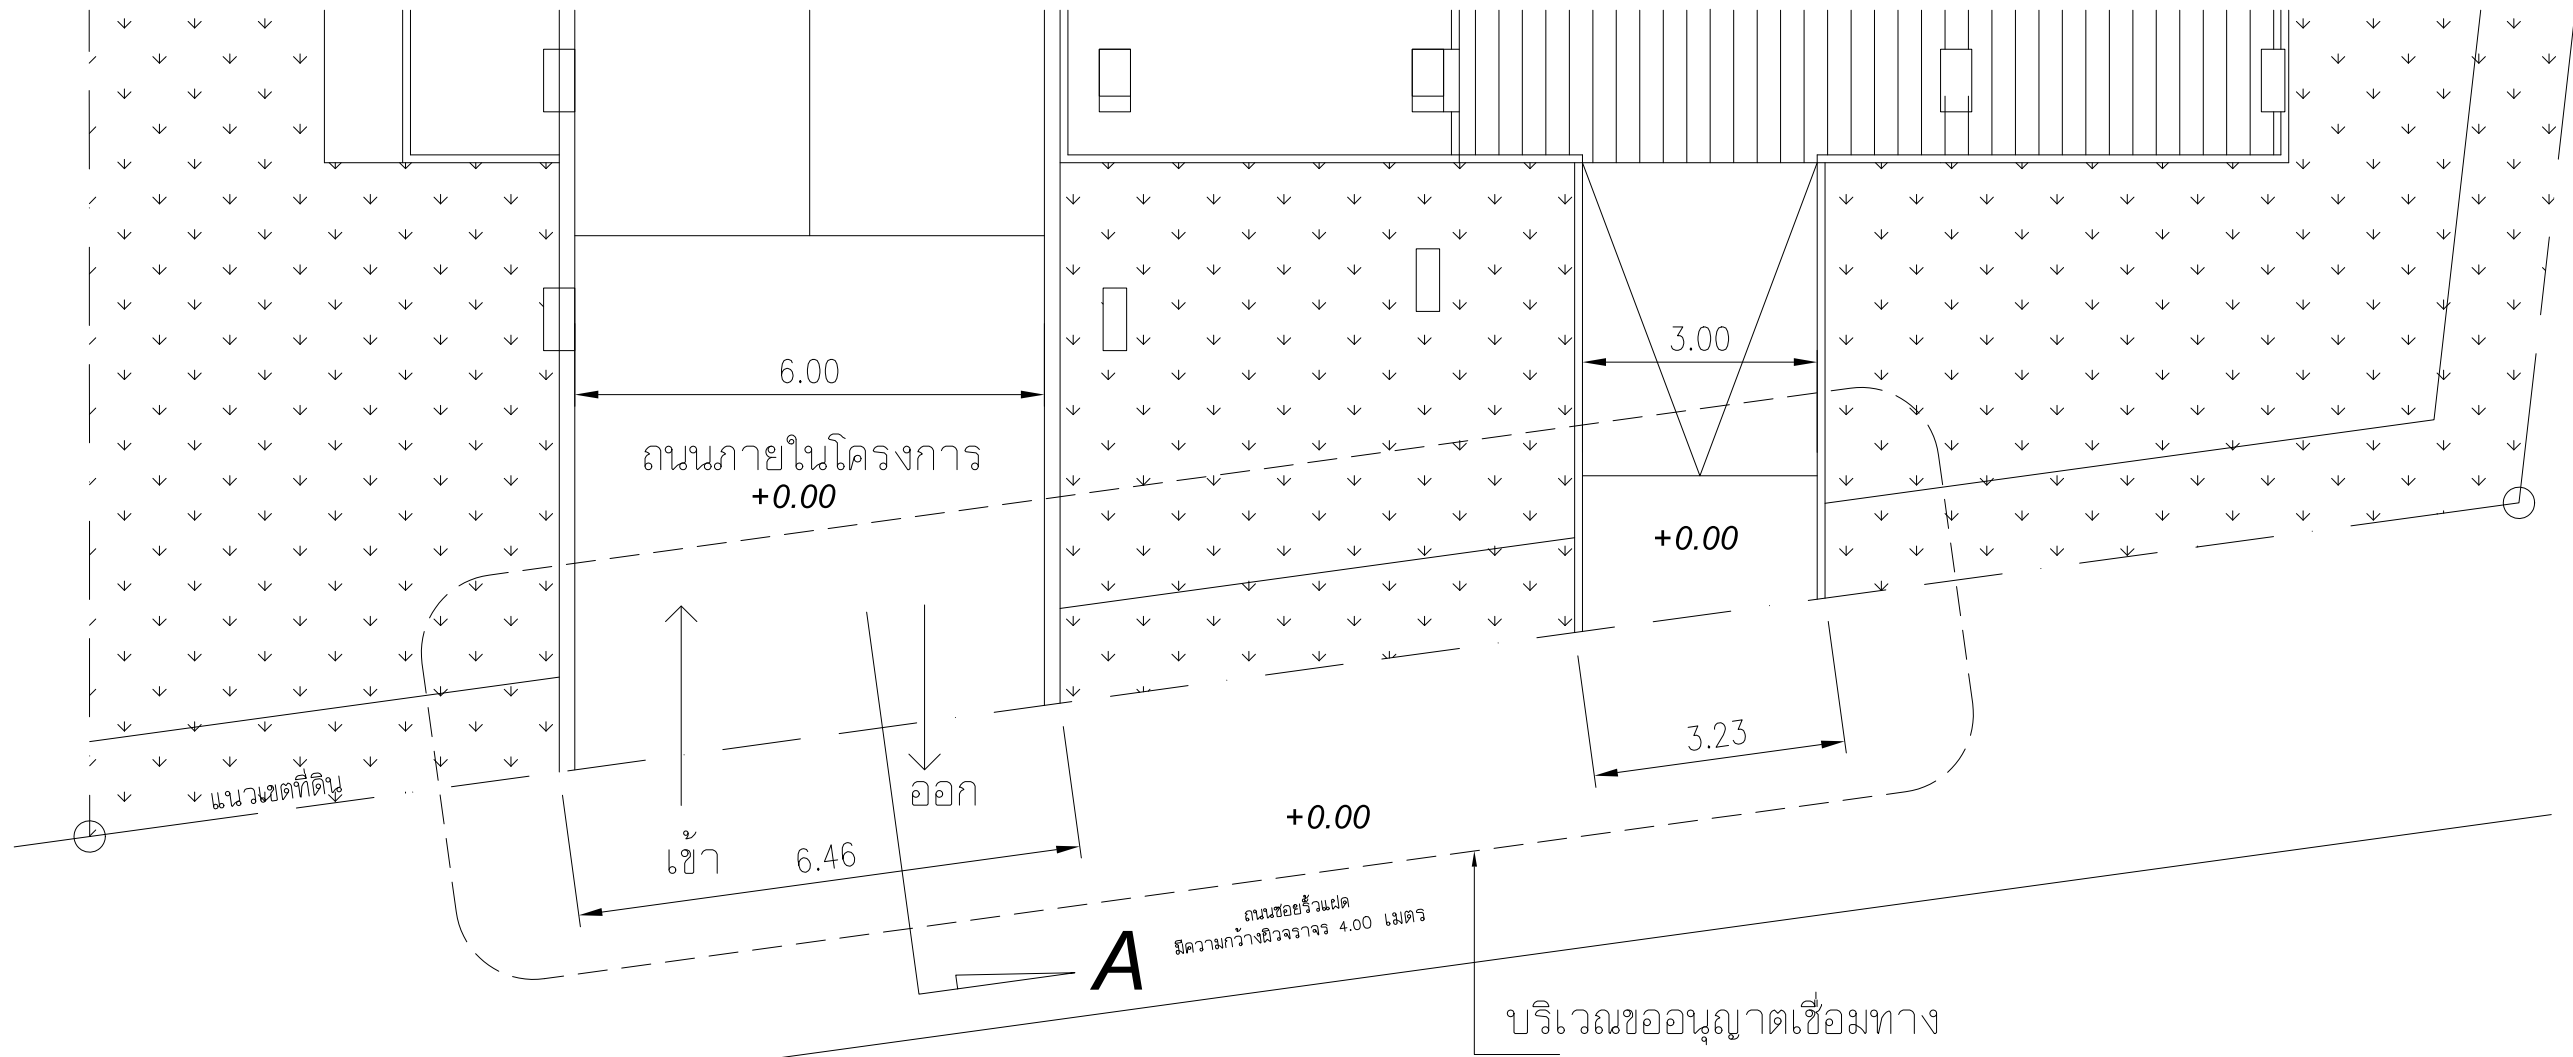 3.00
6.00
ถนนภายในโครงการ
+0.00
+0.00
3.23
แนวเขตที่ดิน
ออก
+0.00
เข้า
6.46
ถนนซอยริ้วแฝด
มีความกว้างผิวจราจร 4.00 เมตร
A
บริเวณขออนุญาตเชื่อมทาง